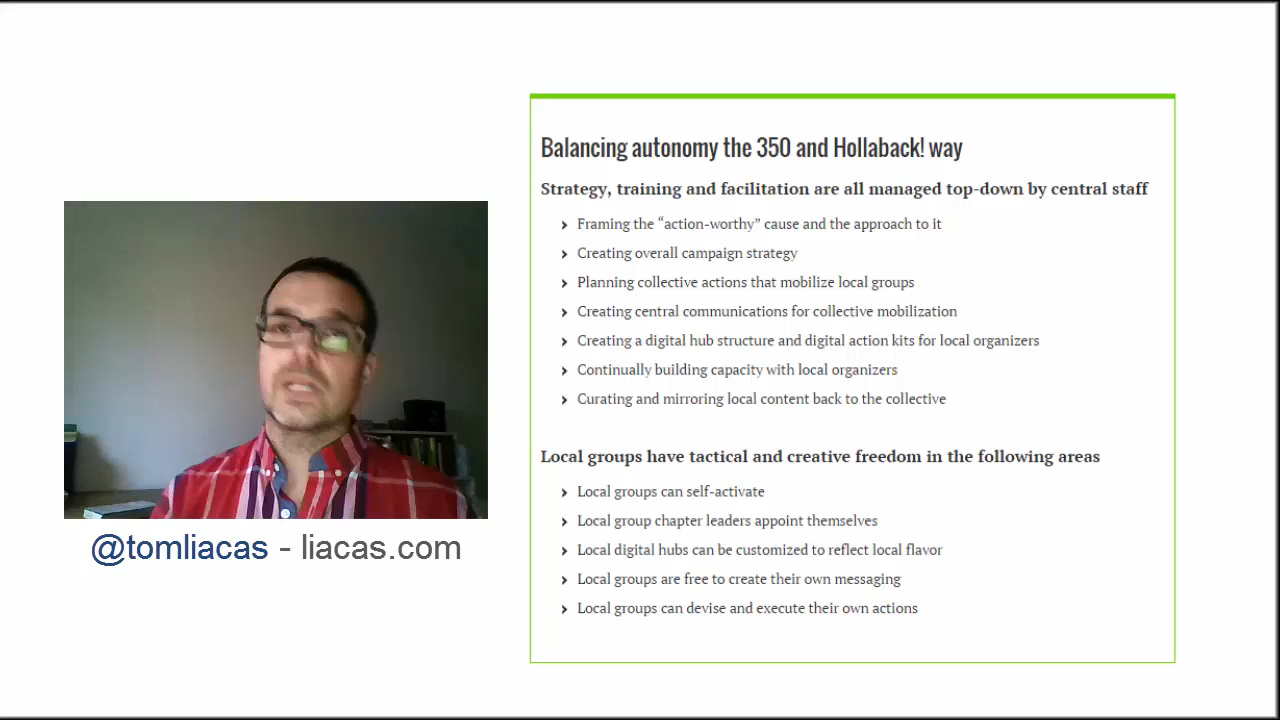 Balancing autonomy the 350 and Hollaback! way
Strategy, training and facilitation are all managed top-down by central staff
Framing the “action-worthy” cause and the approach to it
Creating overall campaign strategy
Planning collective actions that mobilize local groups
Creating central communications for collective mobilization
Creating a digital hub structure and digital action kits for local organizers
Continually building capacity with local organizers
Curating and mirroring local content back to the collective
Local groups have tactical and creative freedom in the following areas
Local groups can self-activate
Local group chapter leaders appoint themselves
Local digital hubs can be customized to reflect local flavor
Local groups are free to create their own messaging
Local groups can devise and execute their own actions
@tomliacas - liacas.com